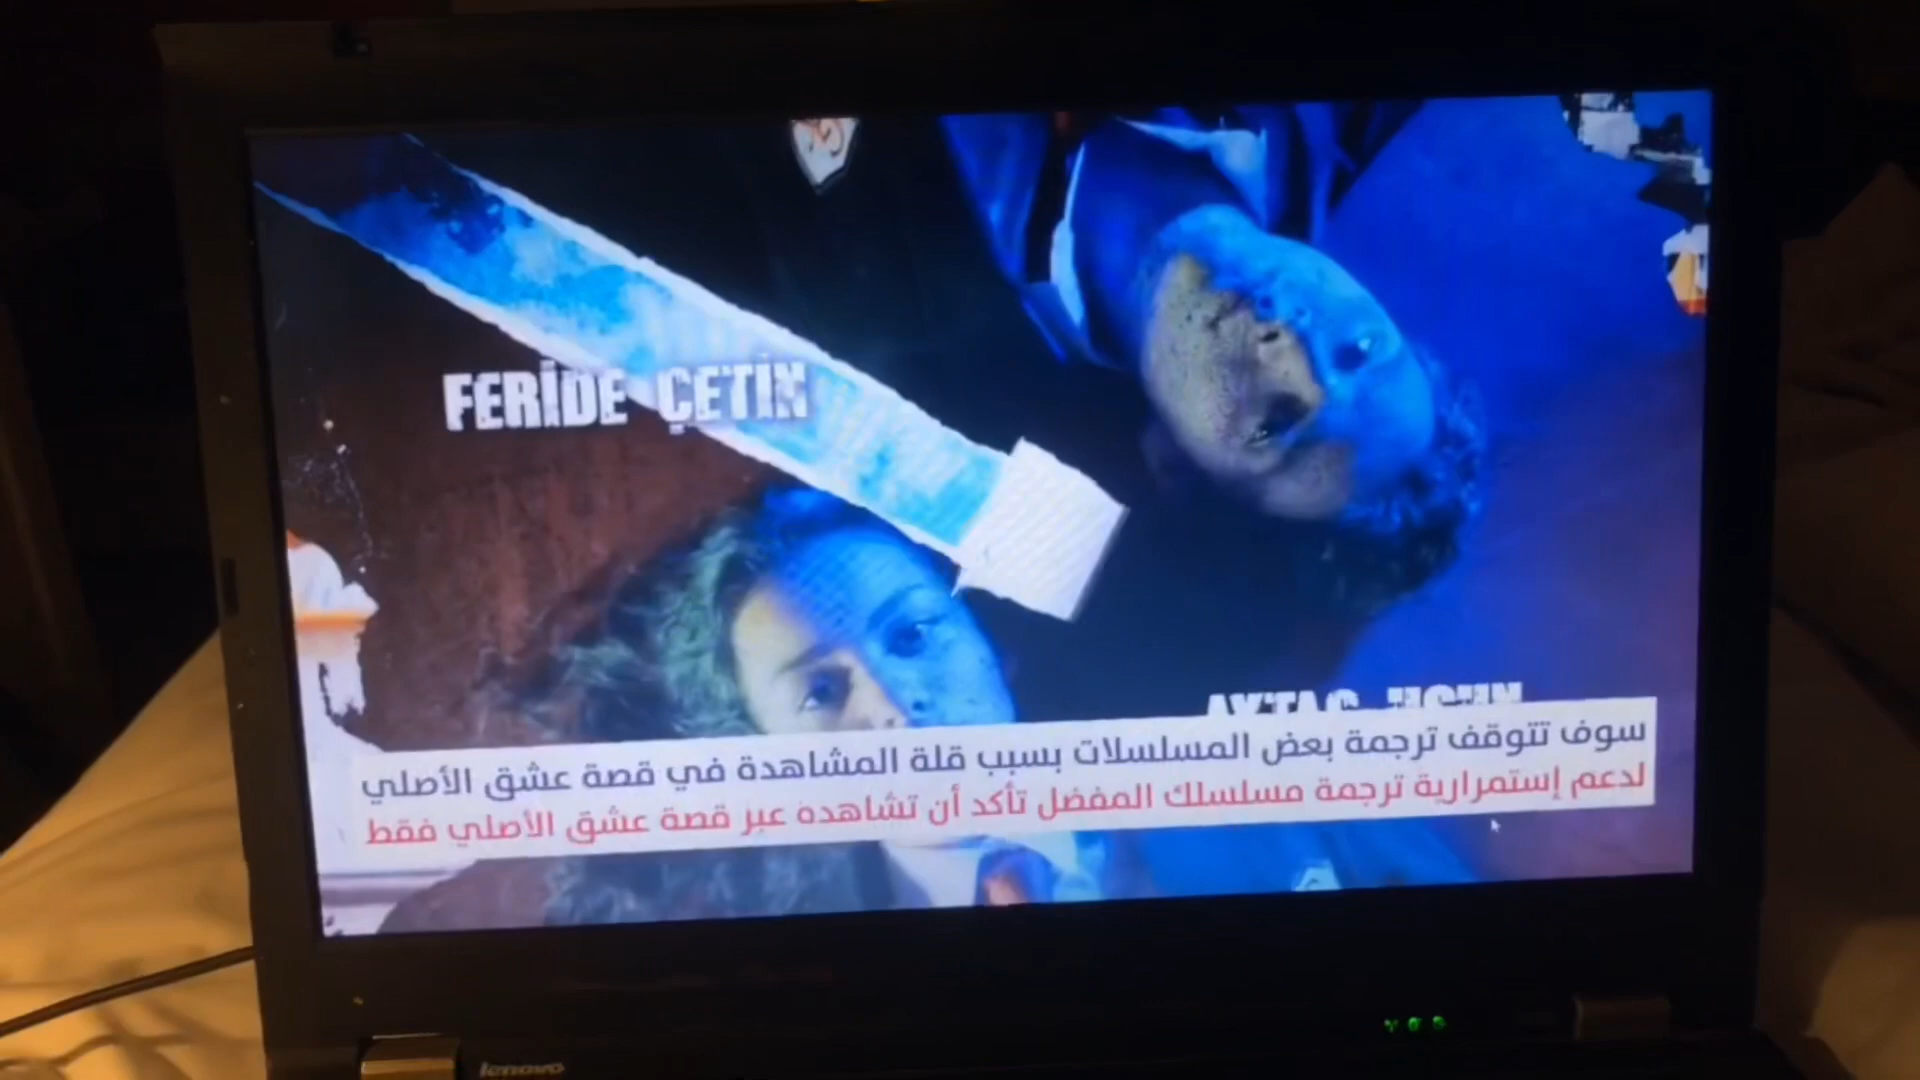 FERİDE ÇETİN
سوف تتوقف ترجمة بعض المسلسلات بسبب قلة المشاهدة في قصة عشق الأصلي
لدعم إستمرارية ترجمة مسلسلك المفضل تأكد أن تشاهده عبر قصة عشق الأصلي فقط
lenovo